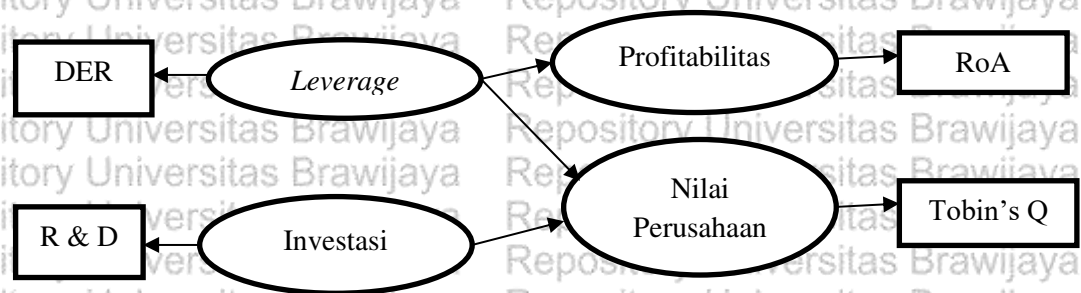 DER
Leverage
Profitabilitas
RoA
R & D
Investasi
Nilai
Perusahaan
Tobin's Q
Repository Universitas Brawijaya